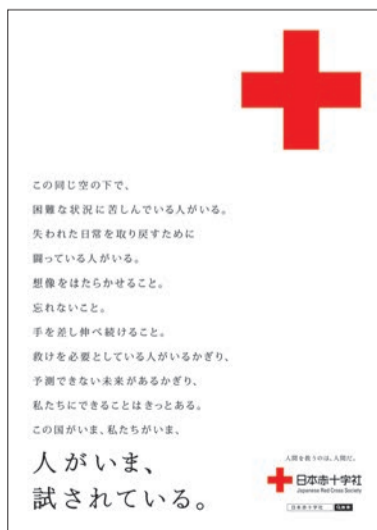 この同じ空の下で、
困難な状況に苦しんでいる人がいる。
失われた日常を取り戻すために
闘っている人がいる。
想像をはたらかせること。
忘れないこと。
手を差し伸べ続けること。
救けを必要としている人がいるかぎり、
予測できない未来があるかぎり、
私たちにできることはきっとある。
この国がいま、私たちがいま、
人がいま、
試されている。
人間を救うのは、人間だ。
日本赤十字社
Japanese Red Cross Society
日本赤十字社